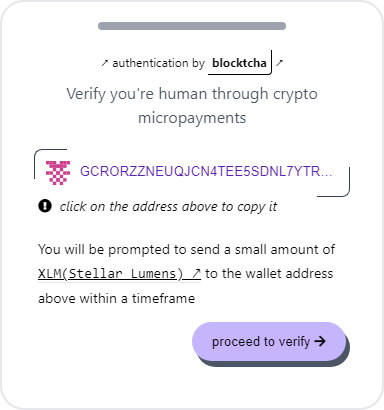 ↗ authentication by blocktcha ↗
Verify you're human through crypto
micropayments
GCRORZZNEUQJCN4TEE5SDNL7YTR...
click on the address above to copy it
You will be prompted to send a small amount of
XLM(Stellar Lumens) ↗ to the wallet address
above within a timeframe
proceed to verify →